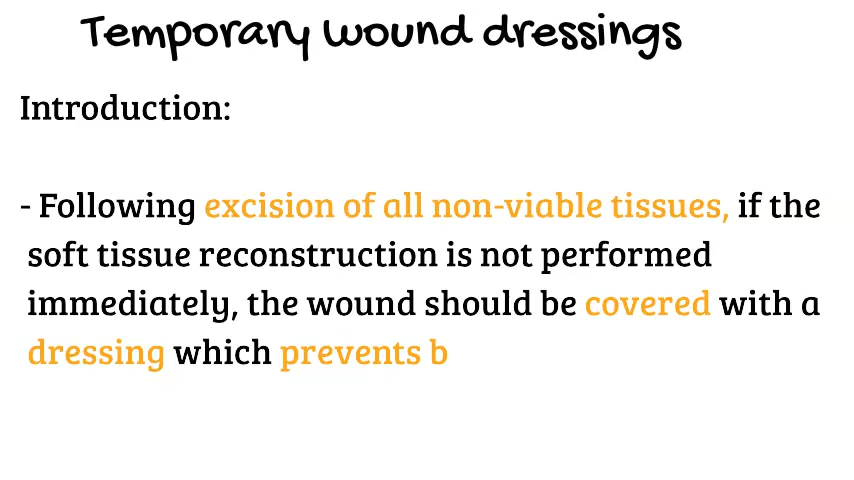 Temporary wound dressings
Introduction:
- Following excision of all non-viable tissues, if the
soft tissue reconstruction is not performed
immediately, the wound should be covered with a
dressing which prevents b